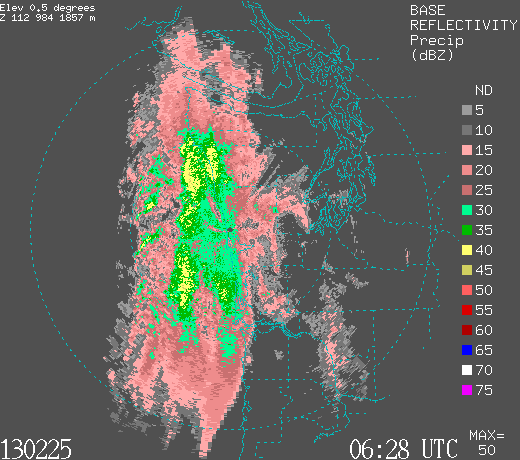 Elev 0.5 degrees
Z 112 984 1857 m
BASE
REFLECTIVITY
Precip
(dBZ)
ND
5
10
15
20
25
30
35
40
45
50
55
60
65
70
75
MAX=
50
130225
06:28 UTC